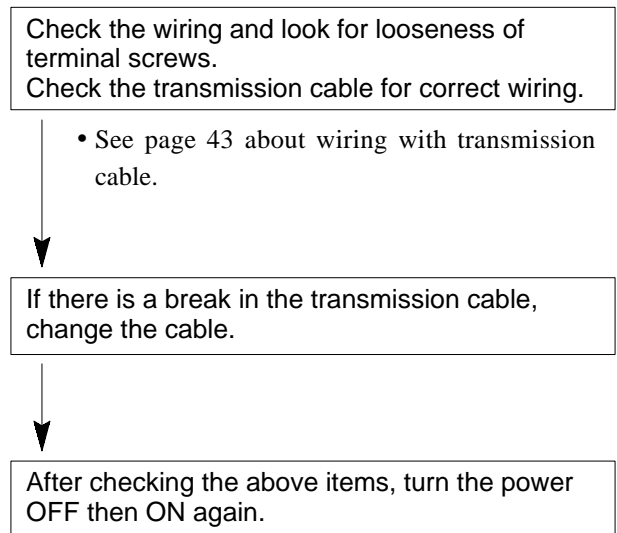 Check the wiring and look for looseness of
terminal screws.
Check the transmission cable for correct wiring.
• See page 43 about wiring with transmission
cable.
If there is a break in the transmission cable,
change the cable.
After checking the above items, turn the power
OFF then ON again.